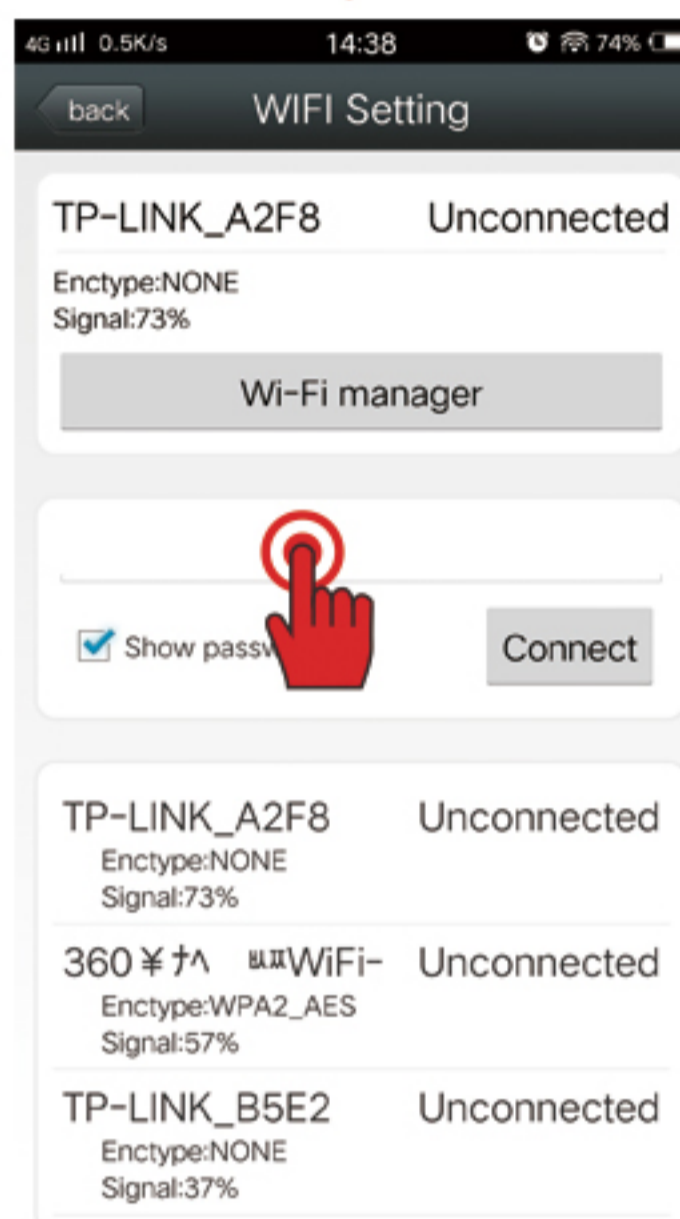 4G 0.5K/s 14:38 74%
back WIFI Setting
TP-LINK_A2F8 Unconnected
Enctype:NONE
Signal:73%
Wi-Fi manager
Show passw
Connect
TP-LINK_A2F8 Unconnected
Enctype:NONE
Signal:73%
360¥ WiFi- Unconnected
Enctype:WPA2_AES
Signal:57%
TP-LINK_B5E2 Unconnected
Enctype:NONE
Signal:37%